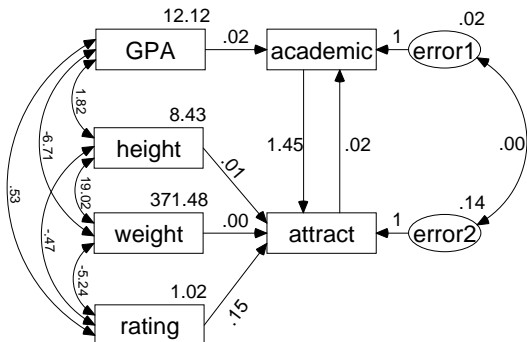 12.12
.02
GPA
.02
academic
1
error1
1.82
8.43
-6.71
height
.01
1.45
.02
.00
19.02
371.48
.53
.14
weight
.00
attract
1
error2
-.47
-5.24
1.02
.15
rating